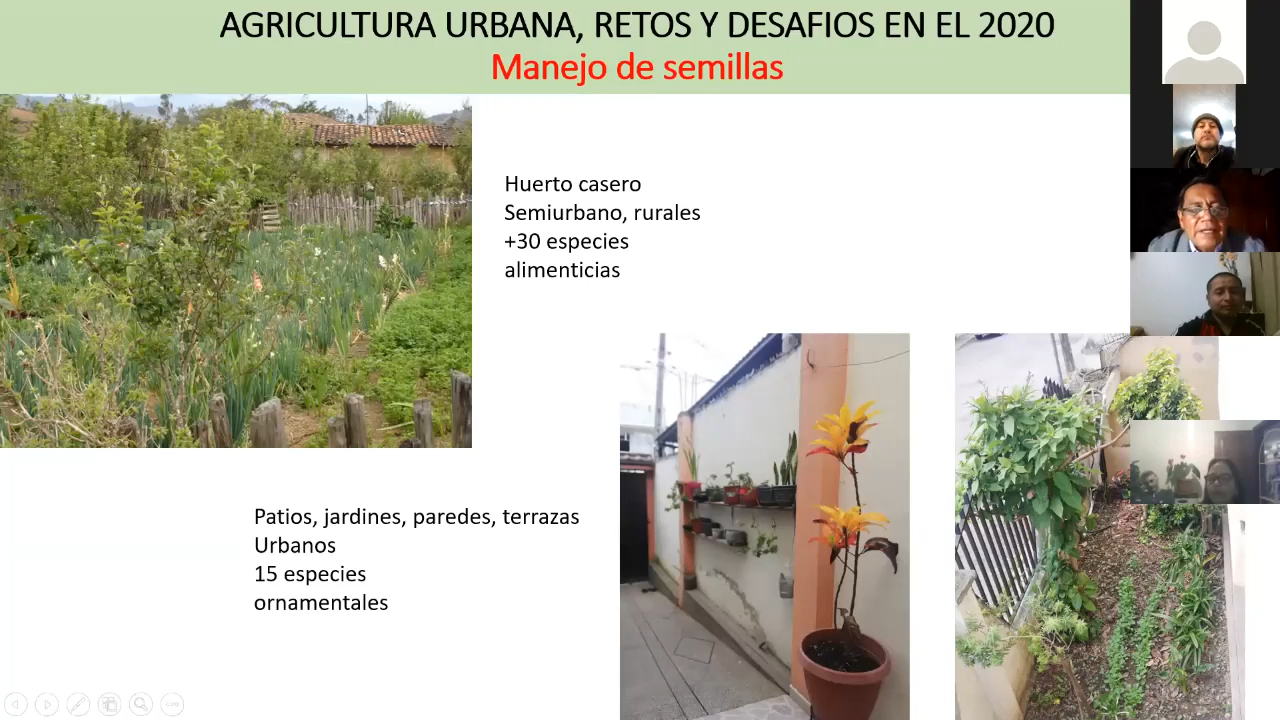 AGRICULTURA URBANA, RETOS Y DESAFIOS EN EL 2020
Manejo de semillas
Huerto casero
Semiurbano, rurales
+30 especies
alimenticias
Patios, jardines, paredes, terrazas
Urbanos
15 especies
ornamentales